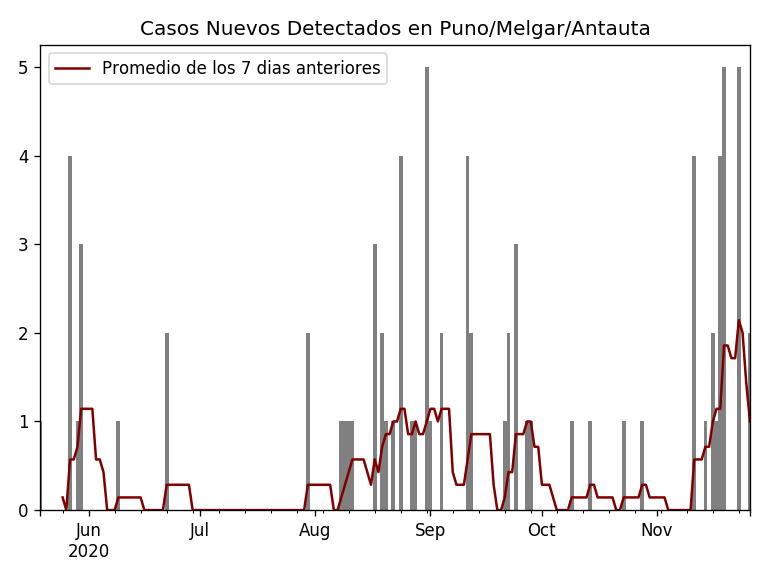 Casos Nuevos Detectados en Puno/Melgar/Antauta
Promedio de los 7 dias anteriores
5
4
3
2
1
0
Jun Jul Aug Sep Oct Nov
2020